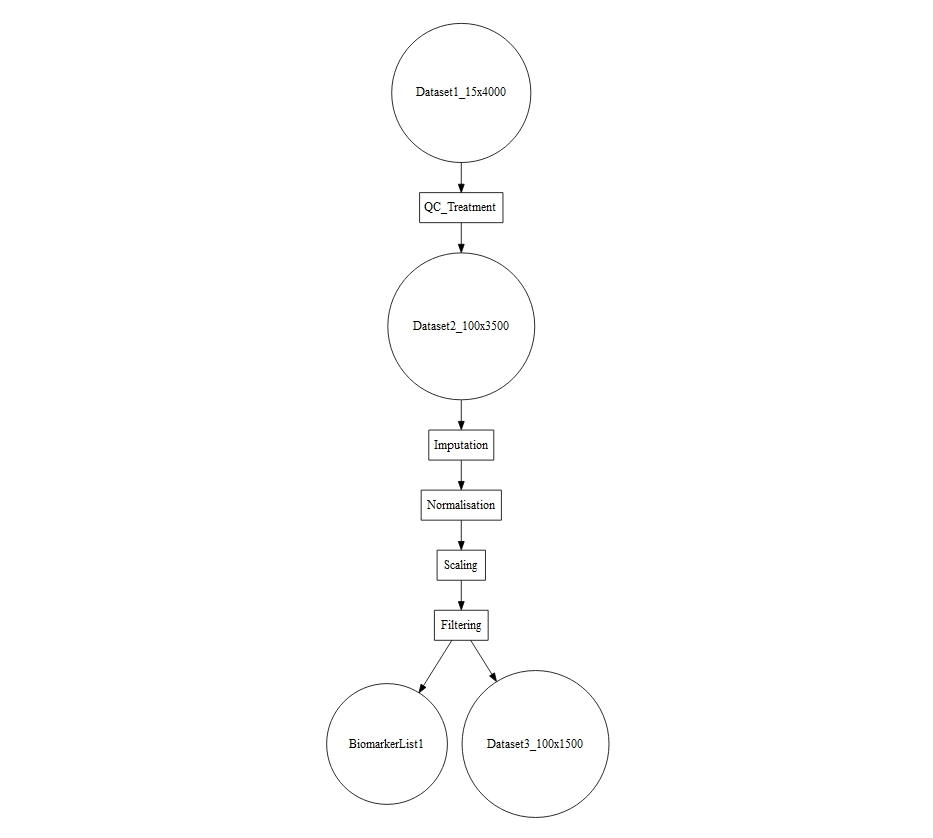 Dataset1_15x4000
QC_Treatment
Dataset2_100x3500
Imputation
Normalisation
Scaling
Filtering
BiomarkerList1
Dataset3_100x1500